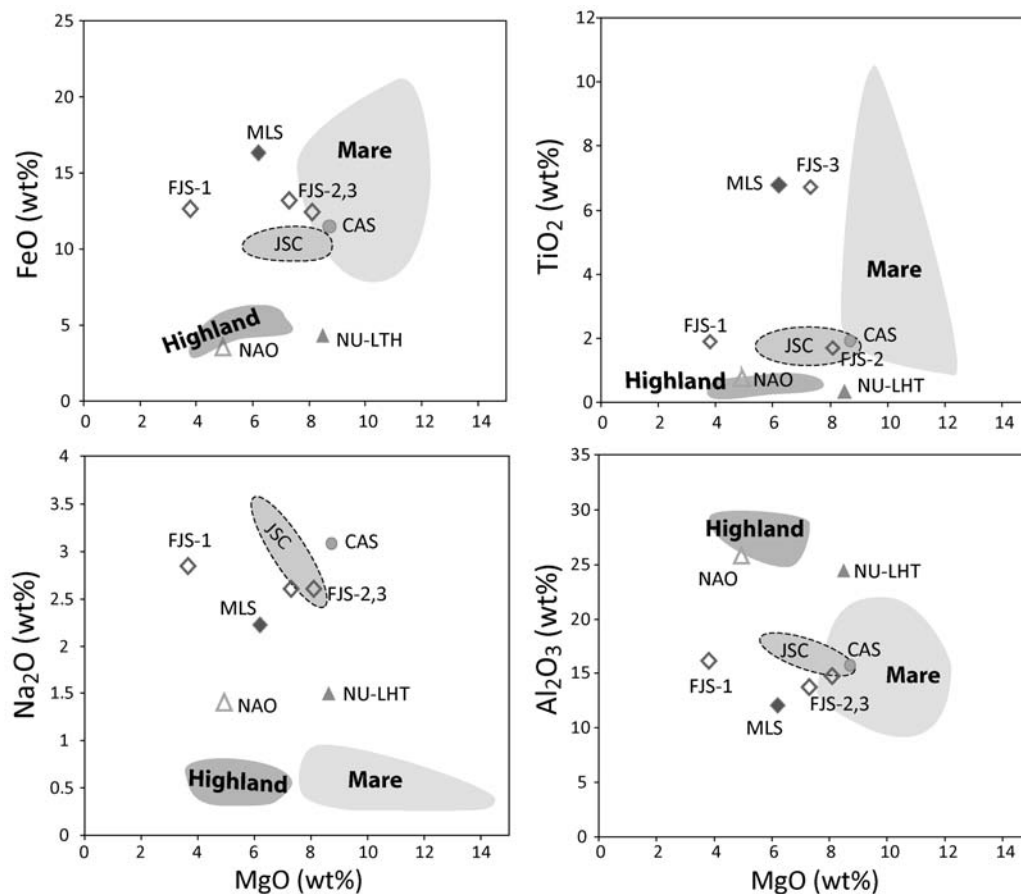 25
20
15
10
5
0
FeO (wt%)
MLS
Mare
FJS-1
FJS-2,3
CAS
JSC
Highland
NAO
NU-LTH
0 2 4 6 8 10 12 14
12
10
8
6
4
2
0
TiO2 (wt%)
MLS
FJS-3
Mare
FJS-1
JSC
CAS
FJS-2
Highland
NAO
NU-LHT
0 2 4 6 8 10 12 14
4
3.5
3
2.5
2
1.5
1
0.5
0
Na2O (wt%)
JSC
FJS-1
CAS
MLS
FJS-2,3
NAO
NU-LHT
Highland
Mare
0 2 4 6 8 10 12 14
MgO (wt%)
35
30
25
20
15
10
5
0
Al2O3 (wt%)
Highland
NAO
NU-LHT
JSC
CAS
FJS-1
Mare
FJS-2,3
MLS
0 2 4 6 8 10 12 14
MgO (wt%)